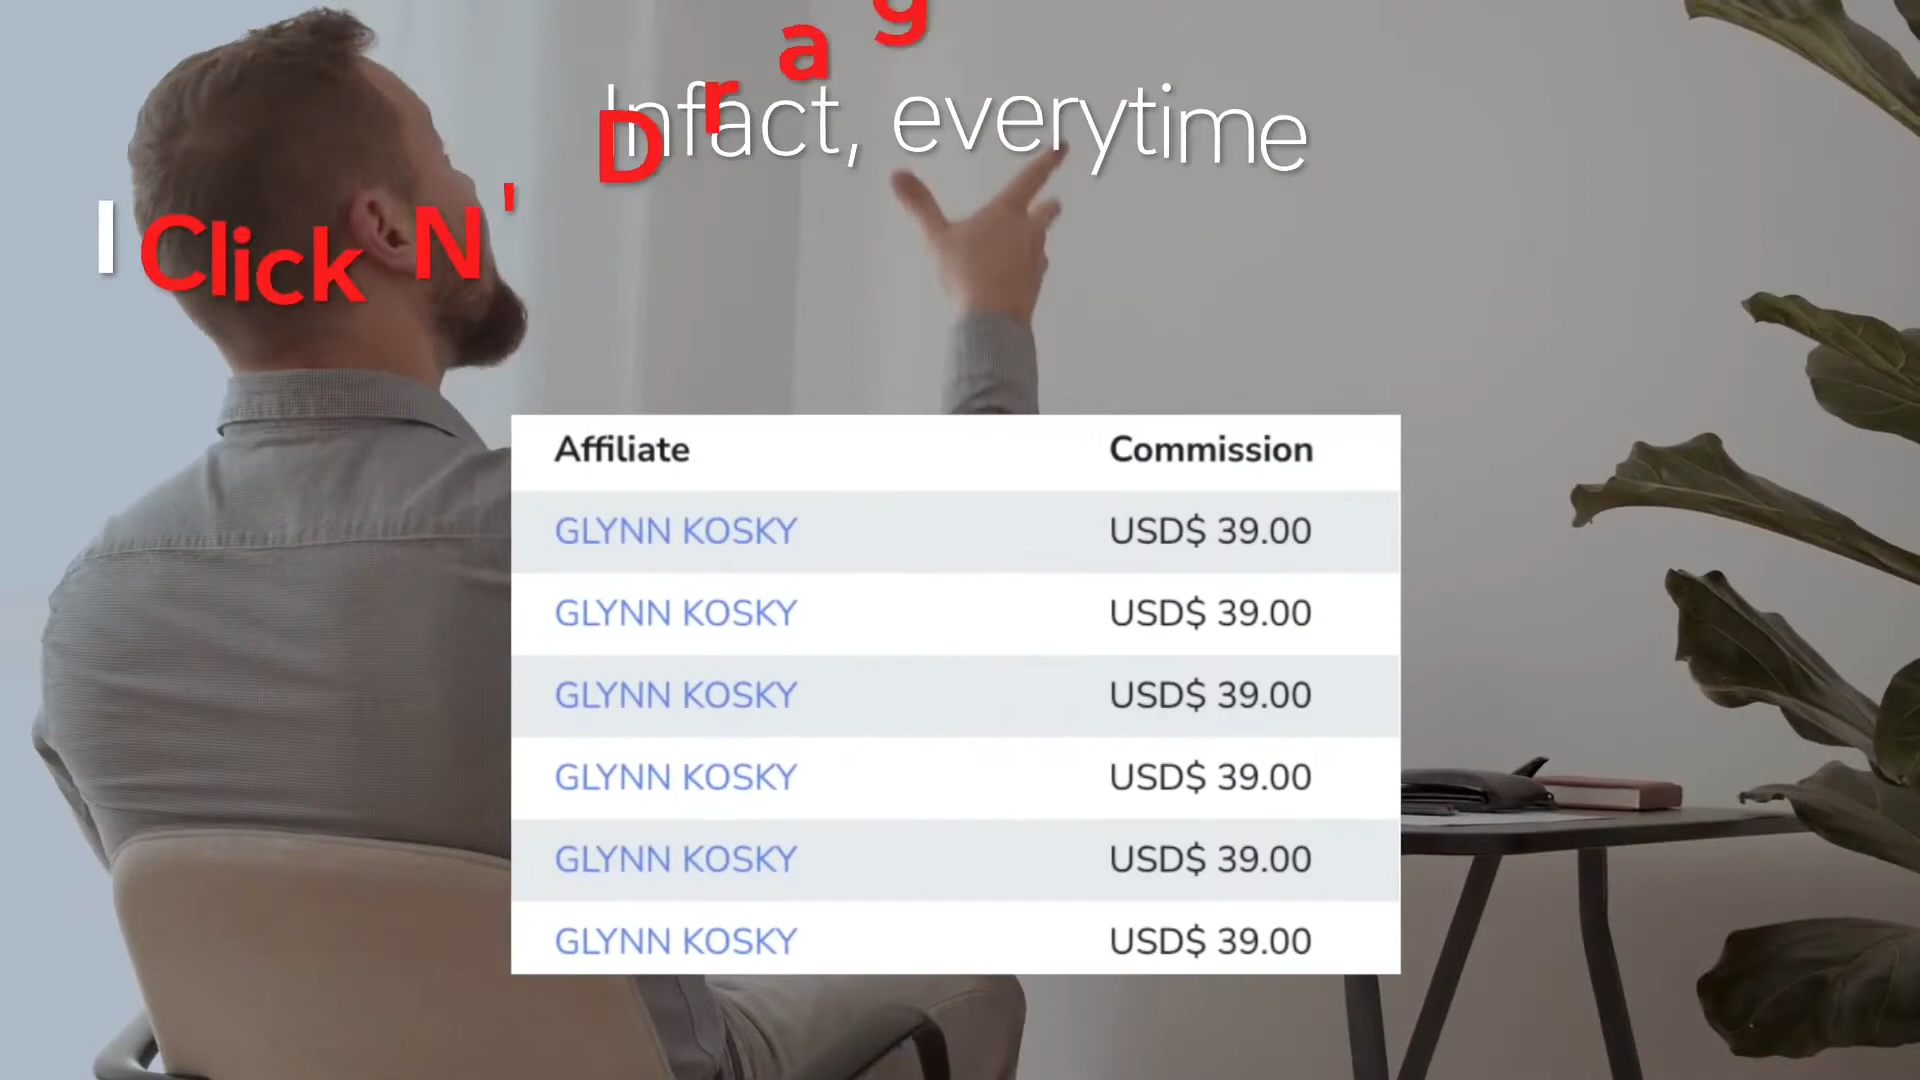 Infact, everytime
I Click N' Drag
Affiliate Commission
GLYNN KOSKY USD$ 39.00
GLYNN KOSKY USD$ 39.00
GLYNN KOSKY USD$ 39.00
GLYNN KOSKY USD$ 39.00
GLYNN KOSKY USD$ 39.00
GLYNN KOSKY USD$ 39.00